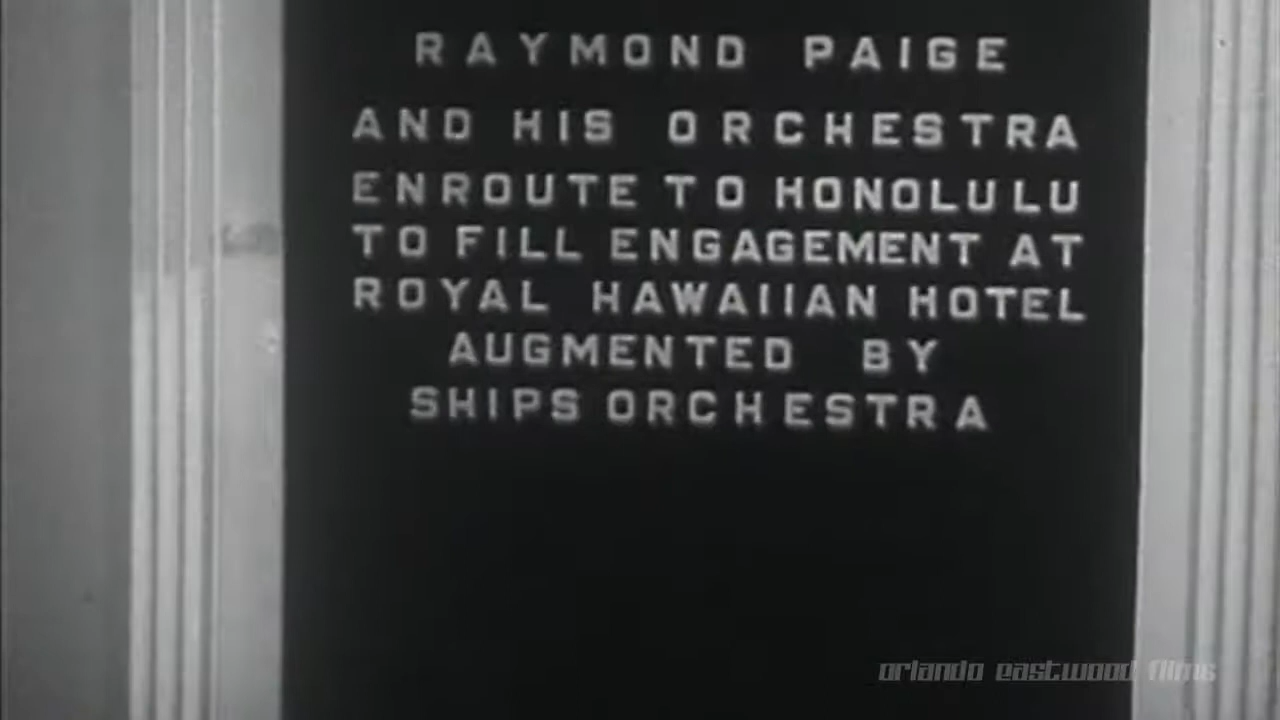 RAYMOND PAIGE
AND HIS ORCHESTRA
ENROUTE TO HONOLULU
TO FILL ENGAGEMENT AT
ROYAL HAWAIIAN HOTEL
AUGMENTED BY
SHIPS ORCHESTRA
orlando eastwood films